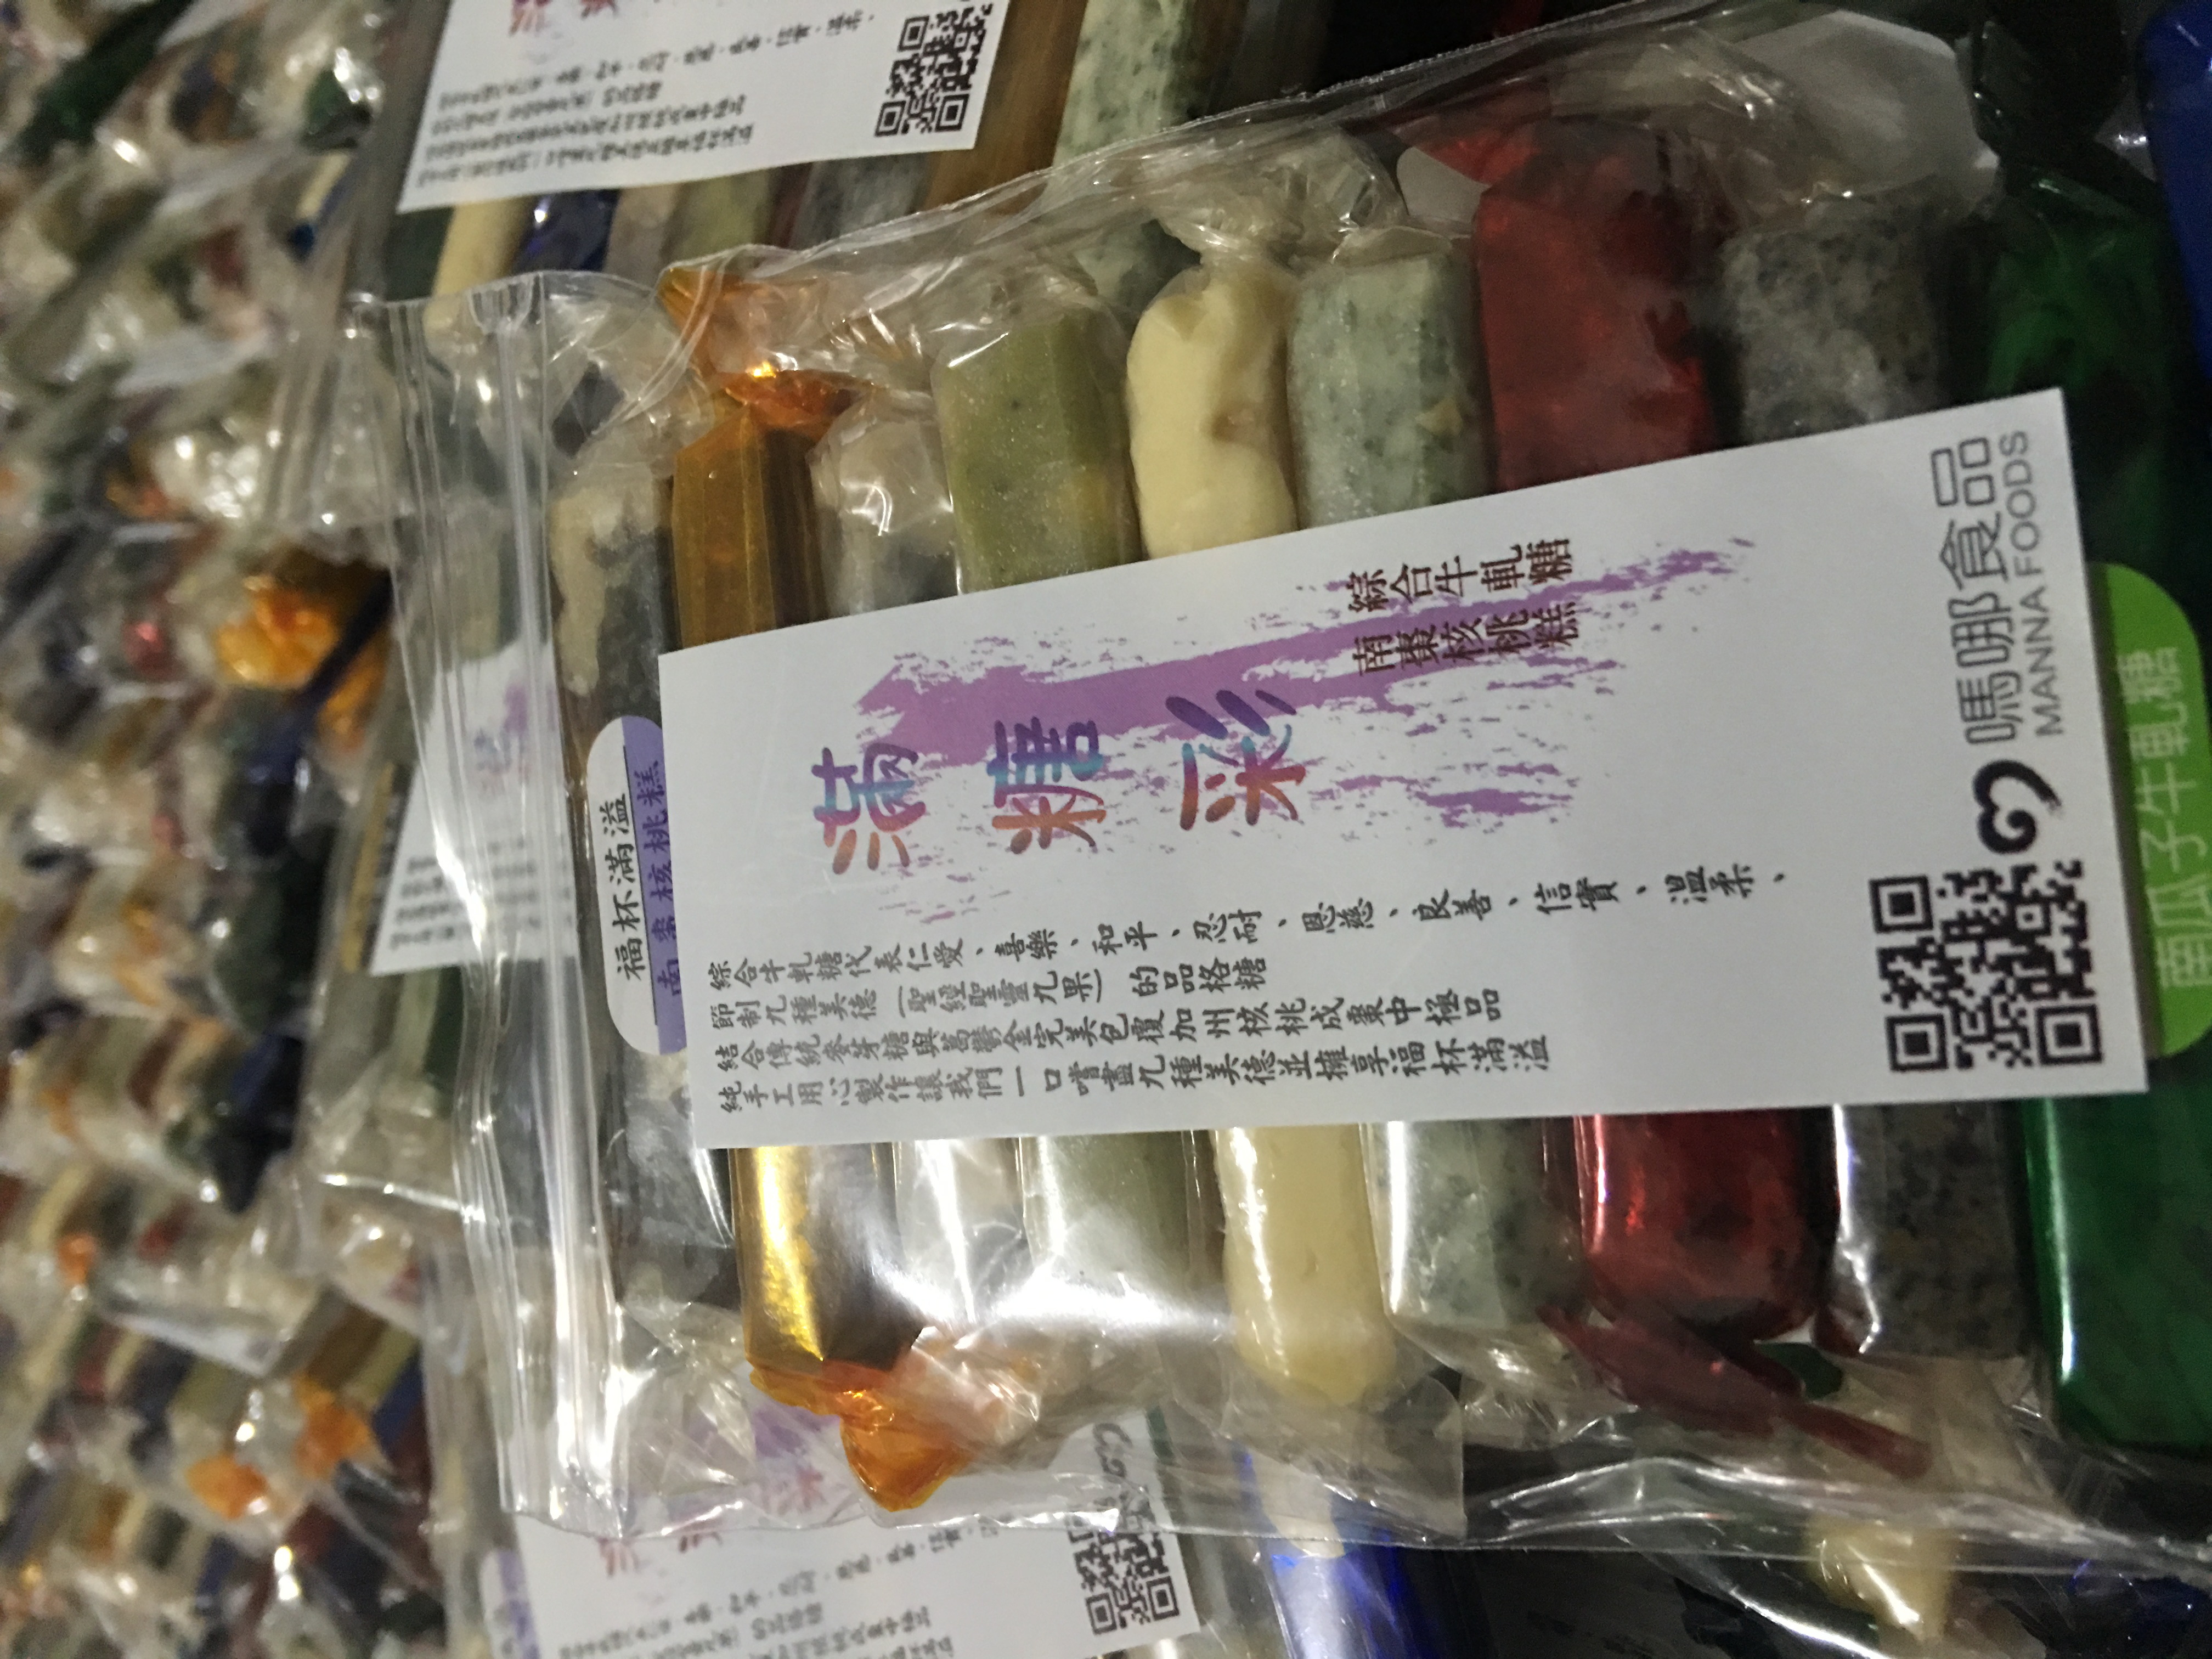 滿糖彩
綜合牛軋糖
南棗核桃糕
綜合牛軋糖代表仁愛、喜樂、和平、忍耐、恩慈、良善、信實、溫柔、
節制九種美德（聖經聖靈九果）的品格糖
結合傳統麥芽糖與葛鬱金完美包覆加州核桃成棗中極品
純手工用心製作讓我們一口嚐盡九種美德並擁享福杯滿溢
嗎哪食品
MANNA FOODS
福杯滿溢
南棗核桃糕
南瓜子牛軋糖